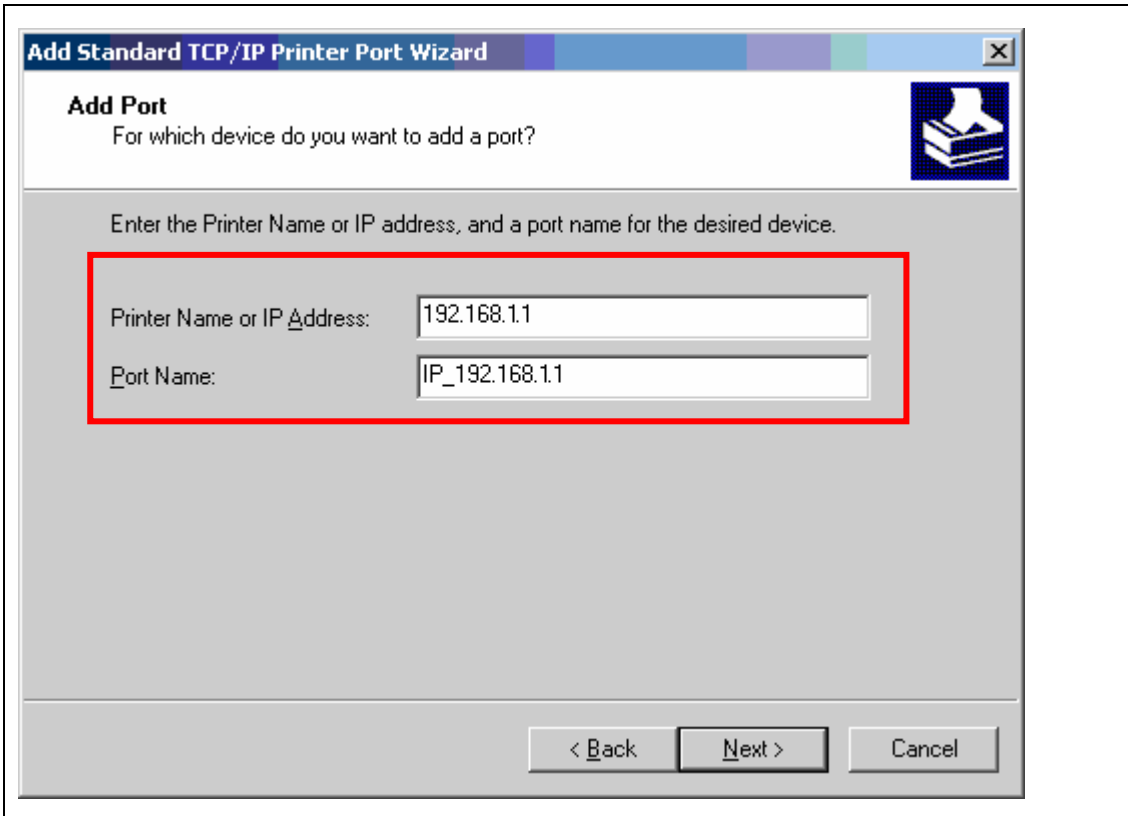 Add Standard TCP/IP Printer Port Wizard
Add Port
For which device do you want to add a port?
Enter the Printer Name or IP address, and a port name for the desired device.
Printer Name or IP Address: 192.168.1.1
Port Name: IP_192.168.1.1
< Back Next > Cancel